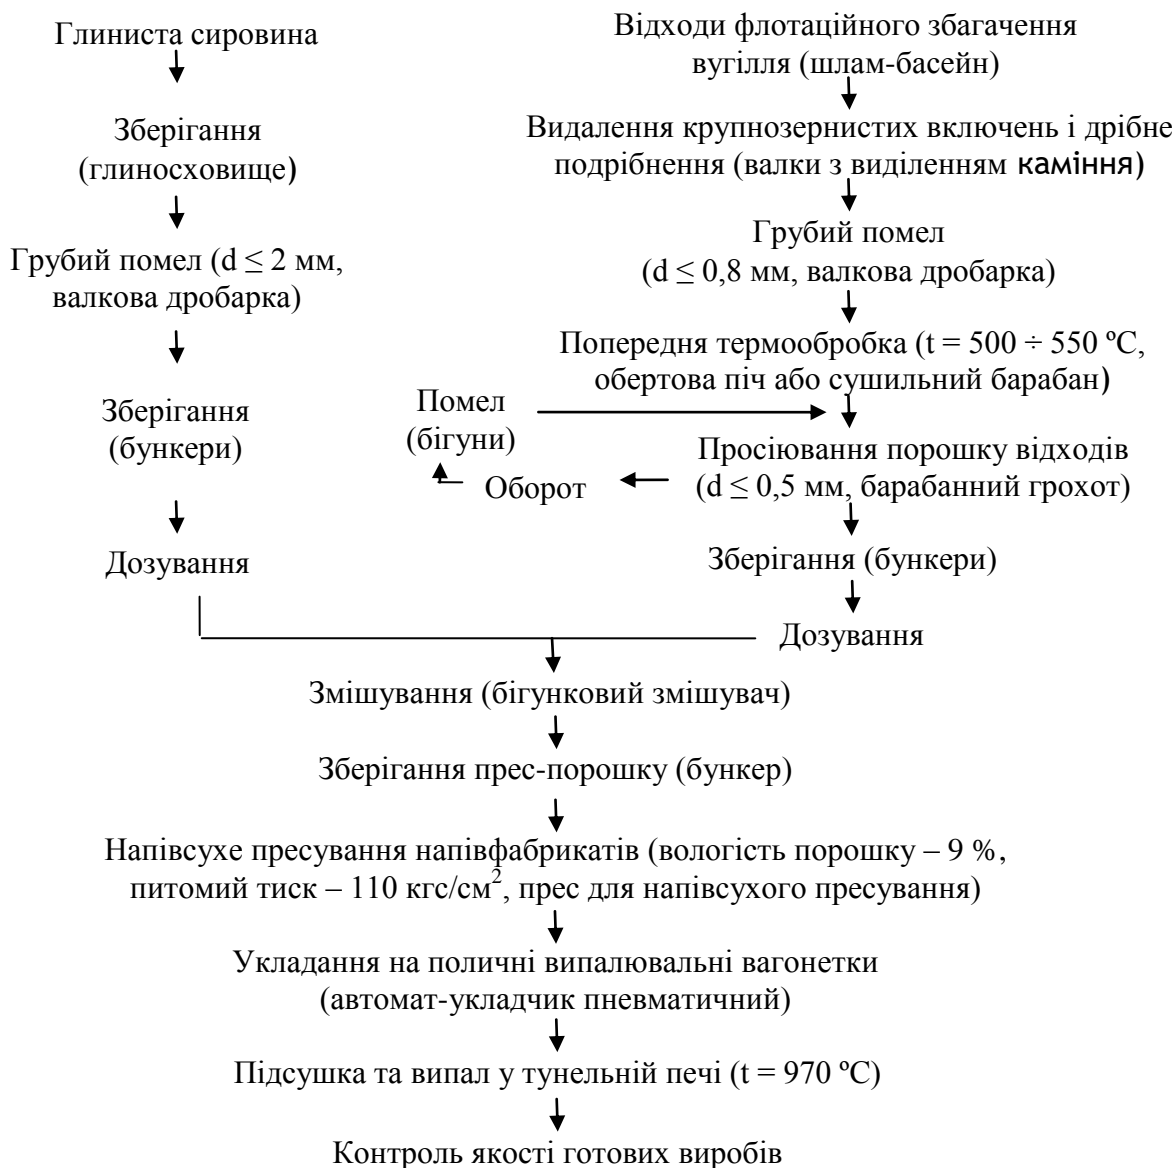 Глиниста сировина
Зберігання
(глиносховище)
Грубий помел (d ≤ 2 мм,
валкова дробарка)
Зберігання
(бункери)
Дозування
Відходи флотаційного збагачення
вугілля (шлам-басейн)
Видалення крупнозернистих включень і дрібне
подрібнення (валки з виділенням каміння)
Грубий помел
(d ≤ 0,8 мм, валкова дробарка)
Попередня термообробка (t = 500 ÷ 550 ºС,
обертова піч або сушильний барабан)
Помел
(бігуни)
Оборот
Просіювання порошку відходів
(d ≤ 0,5 мм, барабанний грохот)
Зберігання (бункери)
Дозування
Змішування (бігунковий змішувач)
Зберігання прес-порошку (бункер)
Напівсухе пресування напівфабрикатів (вологість порошку – 9 %,
питомий тиск – 110 кгс/см², прес для напівсухого пресування)
Укладання на поличні випалювальні вагонетки
(автомат-укладчик пневматичний)
Підсушка та випал у тунельній печі (t = 970 ºС)
Контроль якості готових виробів